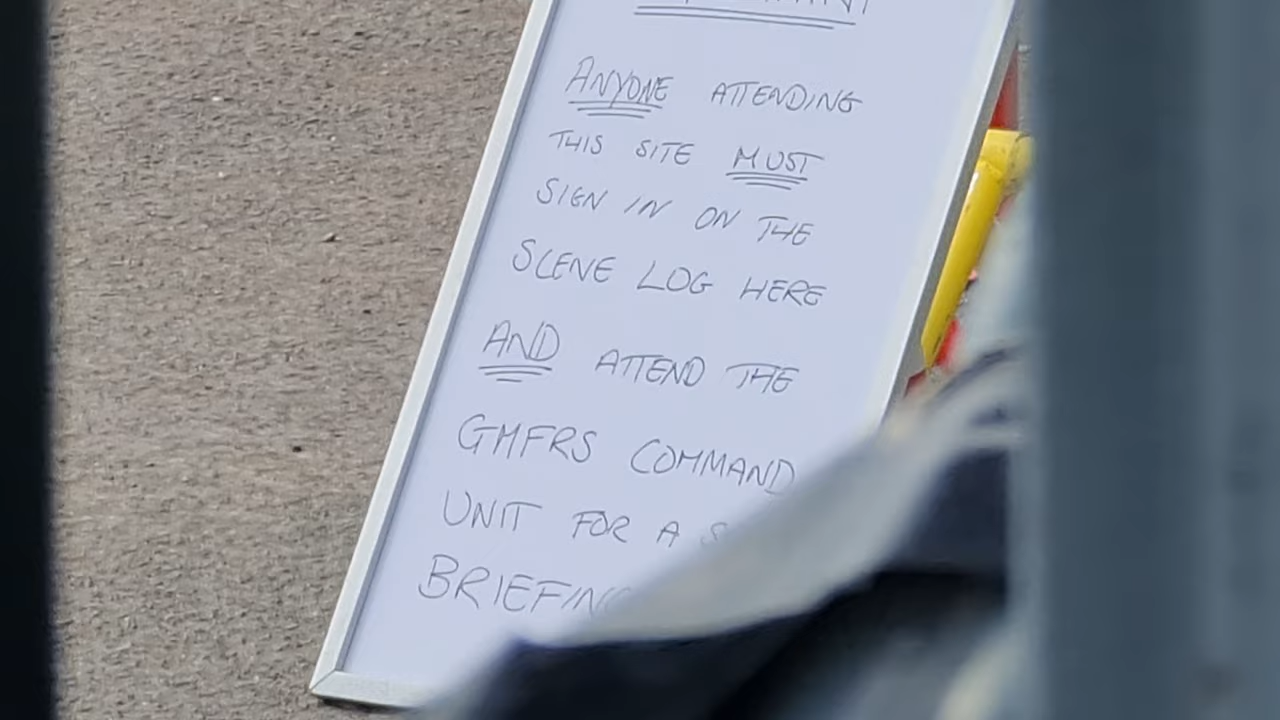 ANYONE ATTENDING
THIS SITE MUST
SIGN IN ON THE
SCENE LOG HERE
AND ATTEND THE
GMFRS COMMAND
UNIT FOR A
BRIEFING